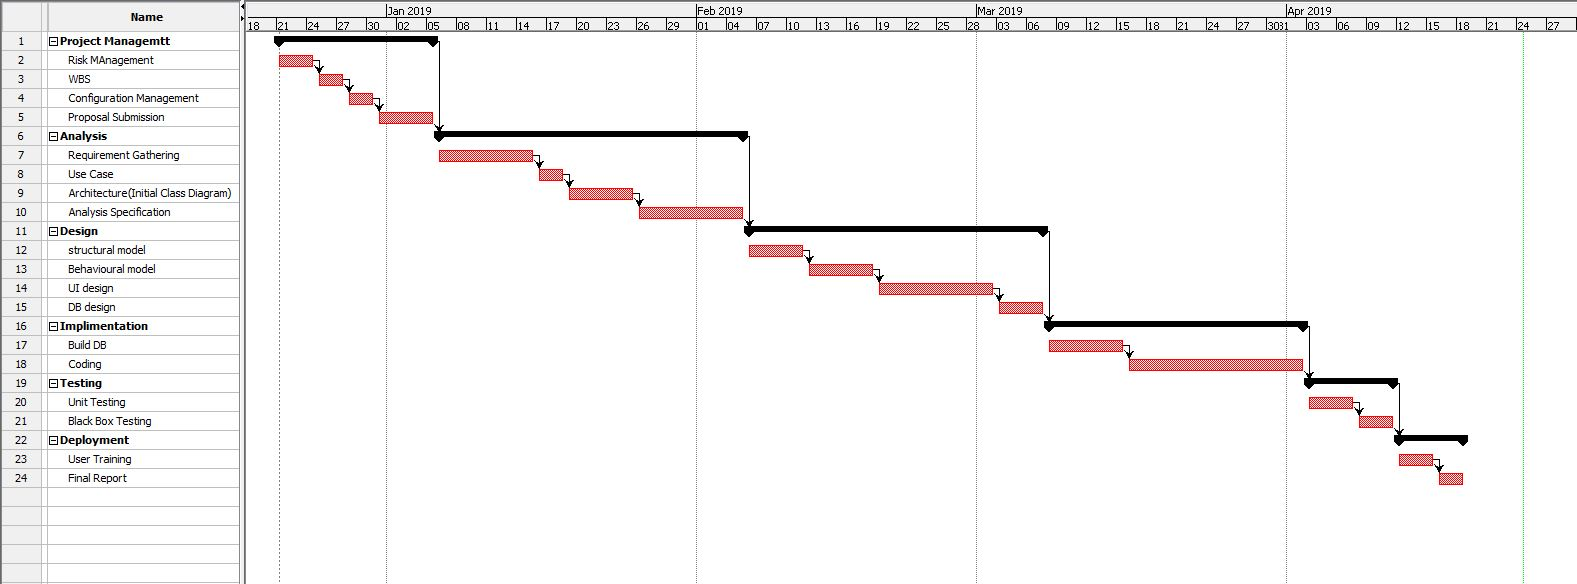 Name
Jan 2019 Feb 2019 Mar 2019 Apr 2019
18 21 24 27 30 02 05 08 11 14 17 20 23 26 29 01 04 07 10 13 16 19 22 25 28 03 06 09 12 15 18 21 24 27 30 31 03 06 09 12 15 18 21 24 27
1 Project Managemtt
2 Risk MAnagement
3 WBS
4 Configuration Management
5 Proposal Submission
6 Analysis
7 Requirement Gathering
8 Use Case
9 Architecture(Initial Class Diagram)
10 Analysis Specification
11 Design
12 structural model
13 Behavioural model
14 UI design
15 DB design
16 Implimentation
17 Build DB
18 Coding
19 Testing
20 Unit Testing
21 Black Box Testing
22 Deployment
23 User Training
24 Final Report